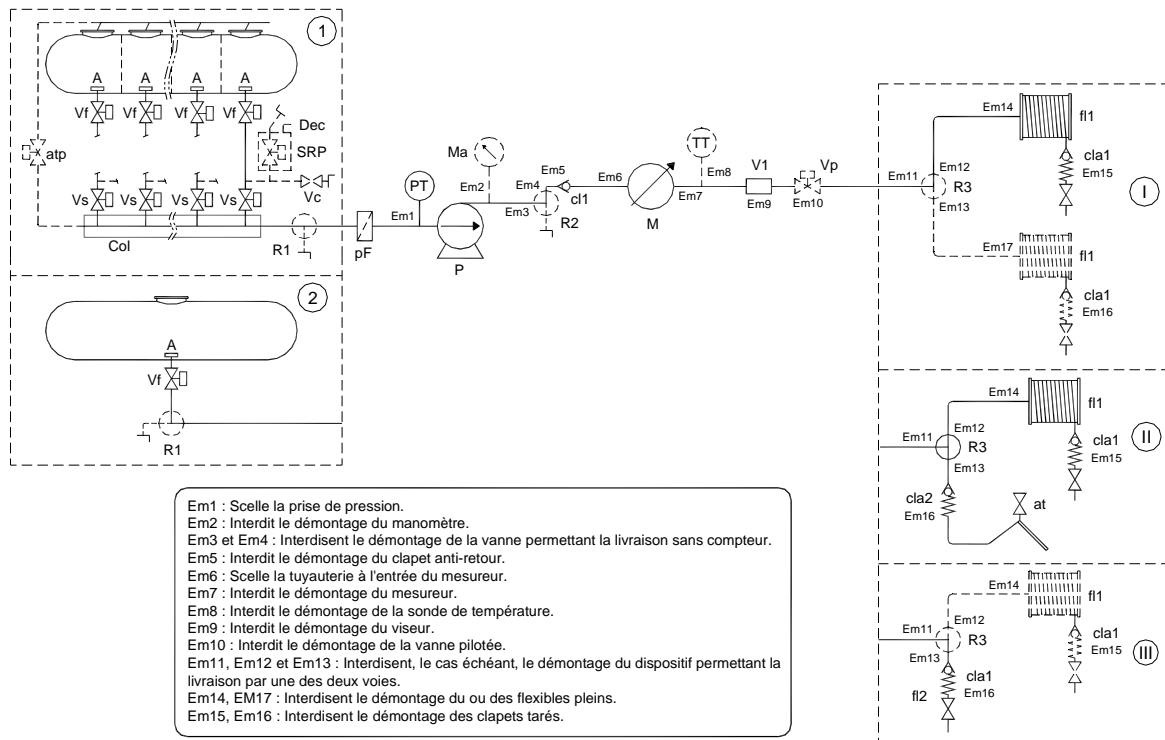 1
A A A A
Vf Vf Vf Vf
Dec
SRP
atp
Vc
Vs Vs Vs Vs
Col
R1
pF
Em1
PT
P
Ma
Em2
Em3
Em4
Em5
cl1
R2
Em6
M
TT
Em7
Em8
V1
Em9
Vp
Em10
2
A
Vf
R1
Em14
fl1
cla1
Em15
Em11
Em12
R3
Em13
I
Em17
fl1
cla1
Em16
Em14
fl1
Em11
Em12
R3
Em13
cla1
Em15
II
cla2
Em16
at
Em14
fl1
Em11
Em12
R3
Em13
cla1
Em15
III
cla1
Em16
fl2
Em1 : Scelle la prise de pression.
Em2 : Interdit le démontage du manomètre.
Em3 et Em4 : Interdisent le démontage de la vanne permettant la livraison sans compteur.
Em5 : Interdit le démontage du clapet anti-retour.
Em6 : Scelle la tuyauterie à l'entrée du mesureur.
Em7 : Interdit le démontage du mesureur.
Em8 : Interdit le démontage de la sonde de température.
Em9 : Interdit le démontage du viseur.
Em10 : Interdit le démontage de la vanne pilotée.
Em11, Em12 et Em13 : Interdisent, le cas échéant, le démontage du dispositif permettant la
livraison par une des deux voies.
Em14, EM17 : Interdisent le démontage du ou des flexibles pleins.
Em15, Em16 : Interdisent le démontage des clapets tarés.